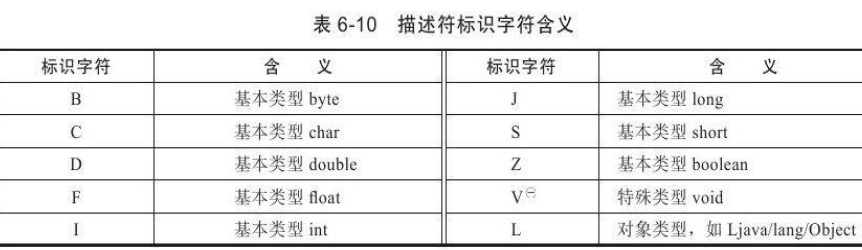 表 6-10 描述符标识字符含义
标识字符 含 义 标识字符 含 义
B 基本类型 byte J 基本类型 long
C 基本类型 char S 基本类型 short
D 基本类型 double Z 基本类型 boolean
F 基本类型 float V㊀ 特殊类型 void
I 基本类型 int L 对象类型，如 Ljava/lang/Object